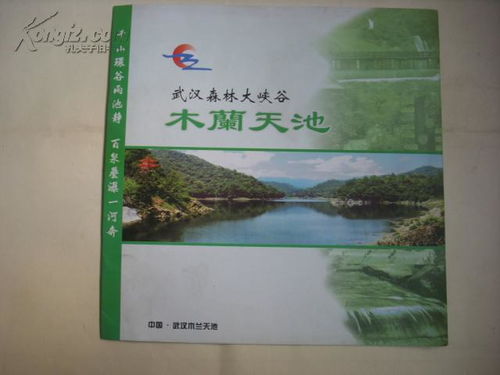 Kongfz.com
孔夫子旧书网
千山环谷两池静 百泉叠瀑一河奔
武汉森林大峡谷
木蘭天池
中国·武汉木兰天池